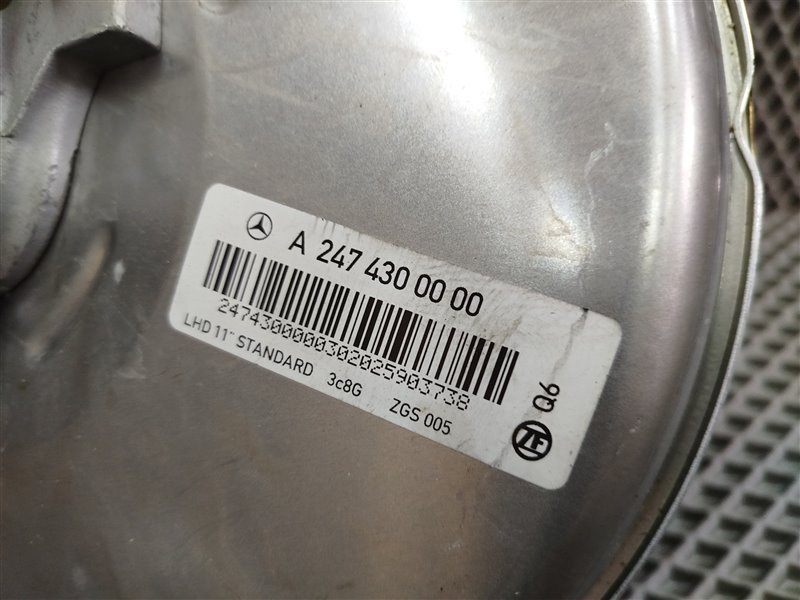 A 247 430 00 00
2474300000302025903738
LHD 11" STANDARD 3c8G ZGS 005
Q6
ZF